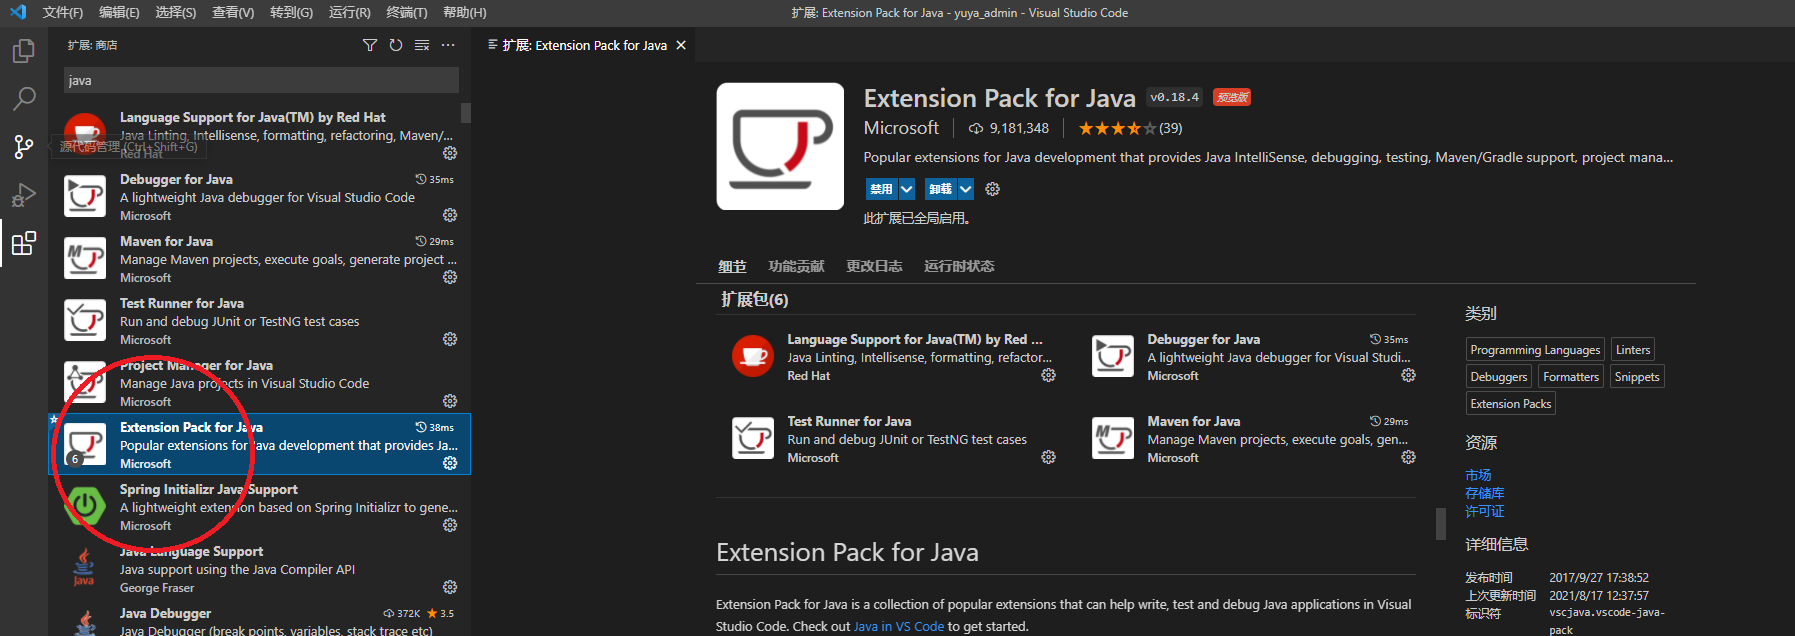 文件(F) 编辑(E) 选择(S) 查看(V) 转到(G) 运行(R) 终端(T) 帮助(H)
扩展: Extension Pack for Java - yuya_admin - Visual Studio Code
扩展: 商店
java
Language Support for Java(TM) by Red Hat
Java Linting, Intellisense, formatting, refactoring, Maven/...
Red Hat
源代码管理 (Ctrl+Shift+G)
Debugger for Java 35ms
A lightweight Java debugger for Visual Studio Code
Microsoft
Maven for Java 29ms
Manage Maven projects, execute goals, generate project ...
Microsoft
Test Runner for Java
Run and debug JUnit or TestNG test cases
Microsoft
Project Manager for Java
Manage Java projects in Visual Studio Code
Microsoft
Extension Pack for Java 38ms
Popular extensions for Java development that provides Ja...
6
Microsoft
Spring Initializr Java Support
A lightweight extension based on Spring Initializr to gene...
Microsoft
Java Language Support
Java support using the Java Compiler API
Java
George Fraser
Java Debugger 372K ★ 3.5
Java Debugger (break points, variables, stack trace etc)
扩展: Extension Pack for Java
Extension Pack for Java v0.18.4 预览版
Microsoft 9,181,348 (39)
Popular extensions for Java development that provides Java IntelliSense, debugging, testing, Maven/Gradle support, project mana...
禁用 卸载
此扩展已全局启用。
细节 功能贡献 更改日志 运行时状态
扩展包(6)
Language Support for Java(TM) by Red ...
Java Linting, Intellisense, formatting, refactor...
Red Hat
Debugger for Java 35ms
A lightweight Java debugger for Visual Studi...
Microsoft
Test Runner for Java
Run and debug JUnit or TestNG test cases
Microsoft
Maven for Java 29ms
Manage Maven projects, execute goals, gen...
Microsoft
Extension Pack for Java
Extension Pack for Java is a collection of popular extensions that can help write, test and debug Java applications in Visual
Studio Code. Check out Java in VS Code to get started.
类别
Programming Languages Linters
Debuggers Formatters Snippets
Extension Packs
资源
市场
存储库
许可证
详细信息
发布时间 2017/9/27 17:38:52
上次更新时间 2021/8/17 12:37:57
标识符 vscjava.vscode-java-
pack